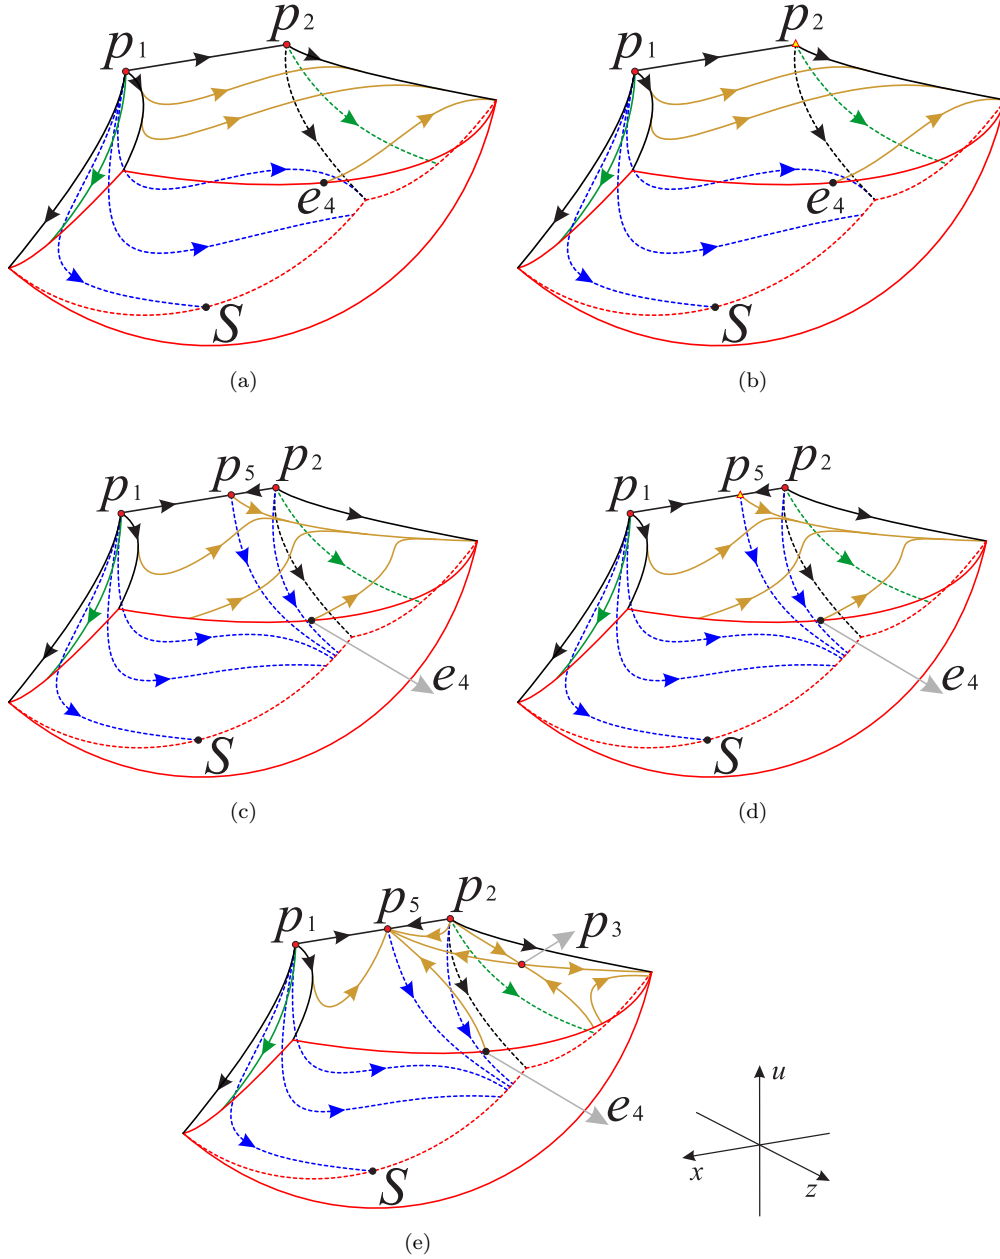 p1 p2 p1 p2
e4 e4
S S
(a) (b)
p1 p5 p2 p1 p5 p2
e4 e4
S S
(c) (d)
p1 p5 p2 p3
e4
S
u
x
z
(e)